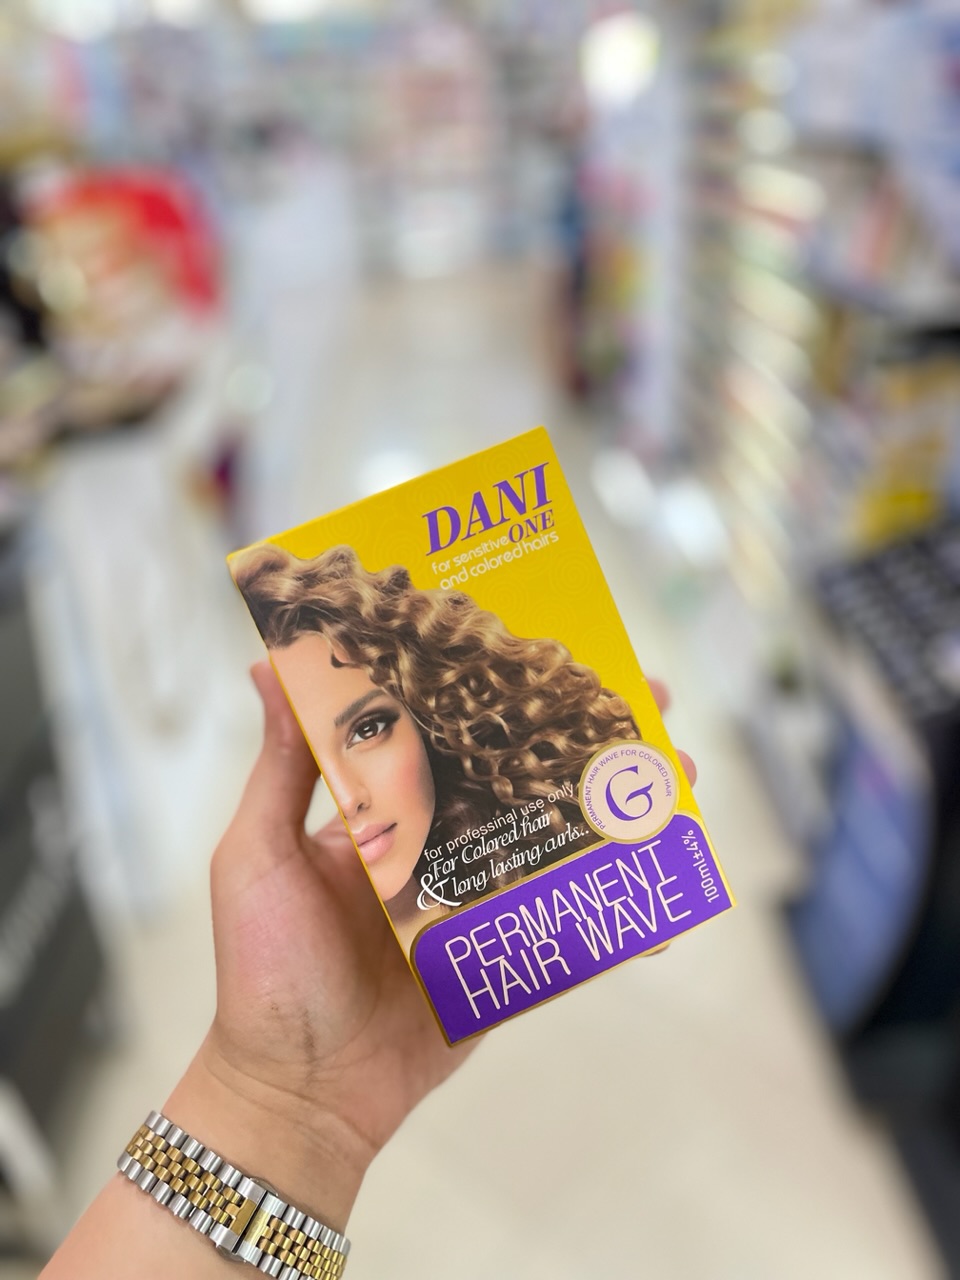 DANI
ONE
for sensitive
and colored hairs
PERMANENT HAIR WAVE FOR COLORED HAIR
G
for professinal use only
For Colored hair
& long lasting curls..
PERMANENT
HAIR WAVE
100ml±4%